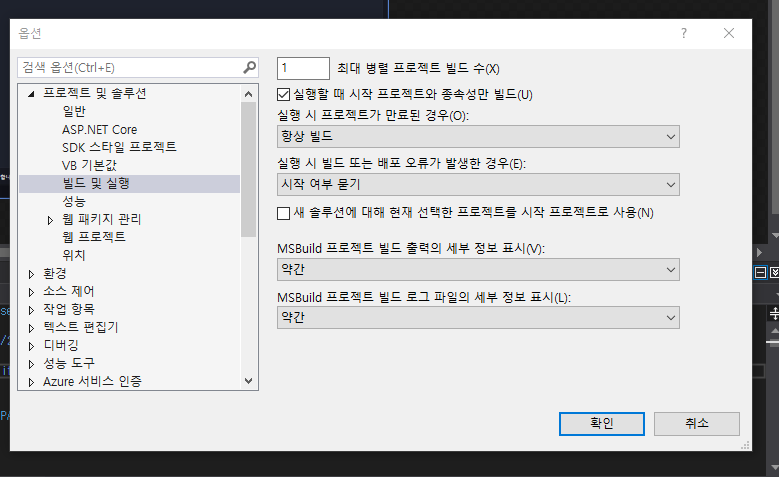 옵션
?
검색 옵션(Ctrl+E)
프로젝트 및 솔루션
일반
ASP.NET Core
SDK 스타일 프로젝트
VB 기본값
빌드 및 실행
성능
웹 패키지 관리
웹 프로젝트
위치
환경
소스 제어
작업 항목
텍스트 편집기
디버깅
성능 도구
Azure 서비스 인증
1 최대 병렬 프로젝트 빌드 수(X)
실행할 때 시작 프로젝트와 종속성만 빌드(U)
실행 시 프로젝트가 만료된 경우(O):
항상 빌드
실행 시 빌드 또는 배포 오류가 발생한 경우(E):
시작 여부 묻기
새 솔루션에 대해 현재 선택한 프로젝트를 시작 프로젝트로 사용(N)
MSBuild 프로젝트 빌드 출력의 세부 정보 표시(V):
약간
MSBuild 프로젝트 빌드 로그 파일의 세부 정보 표시(L):
약간
확인
취소